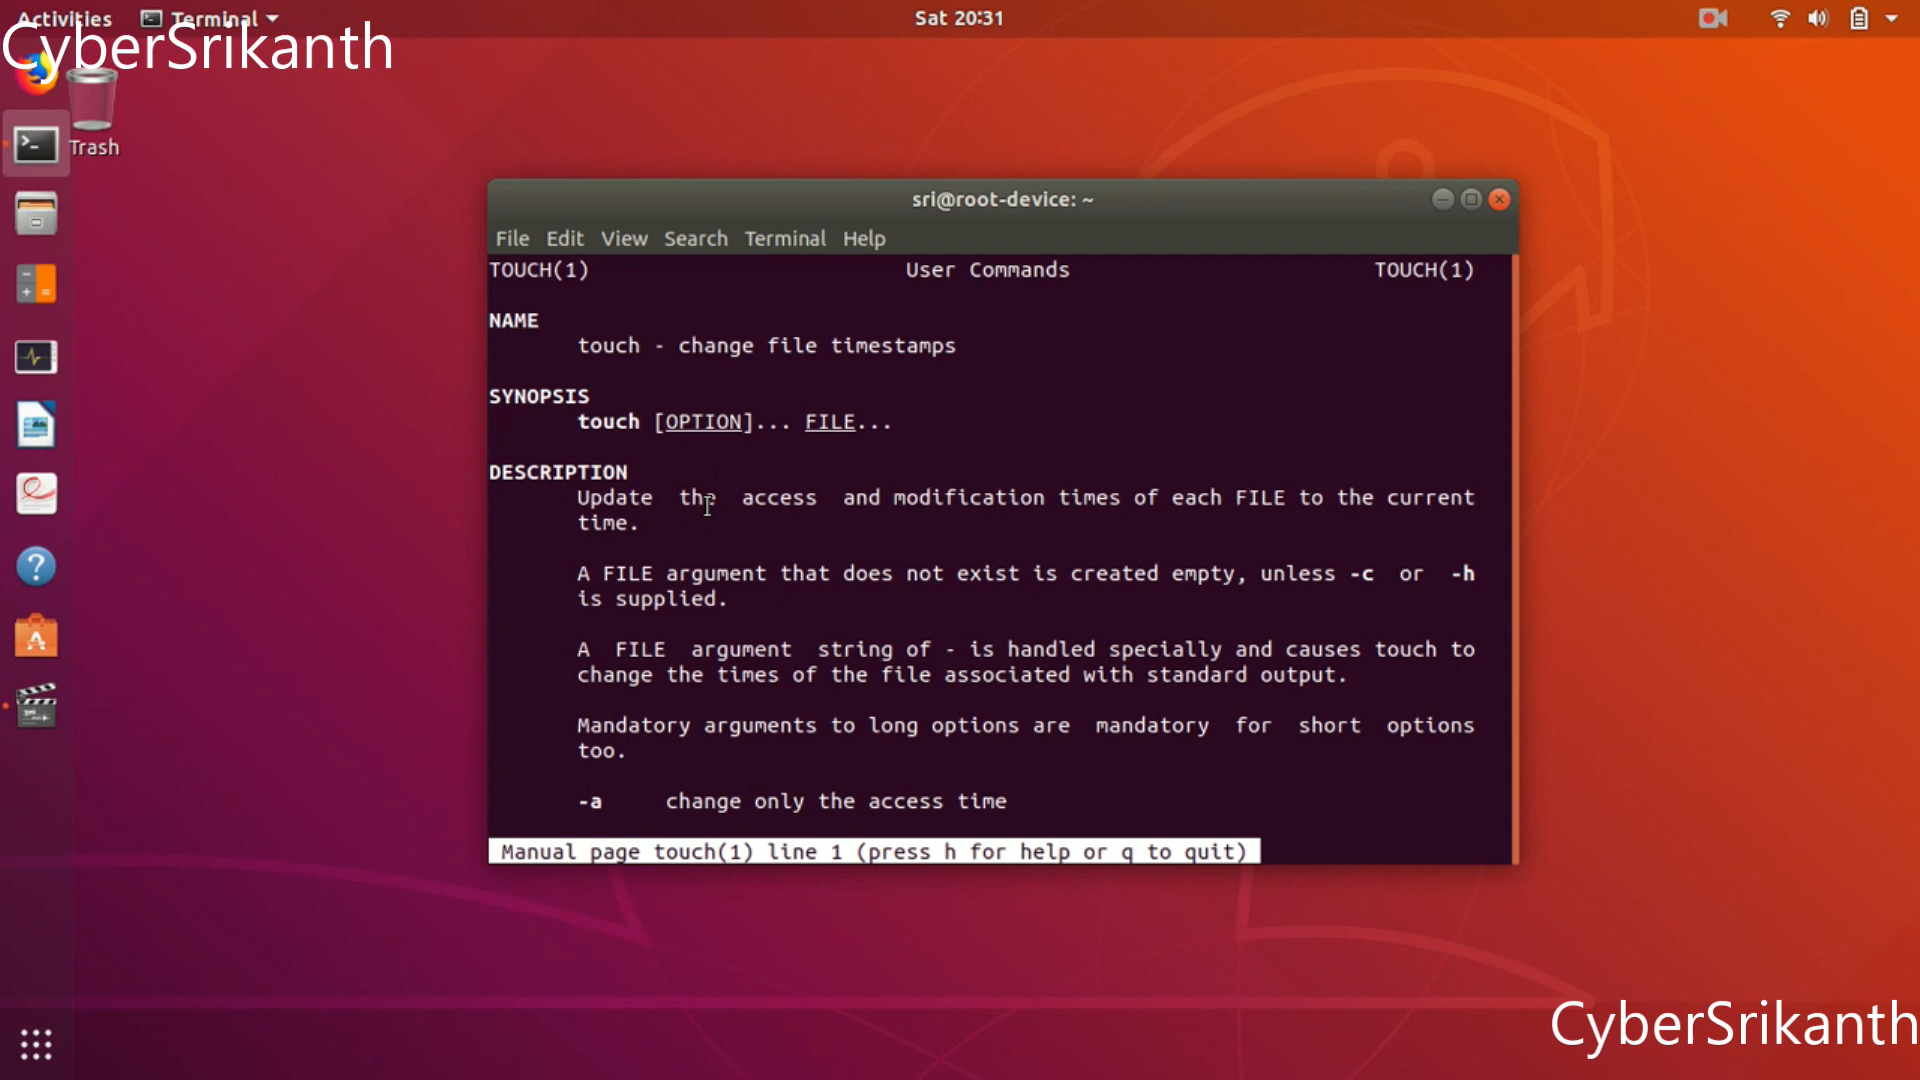 Activities Terminal Sat 20:31
CyberSrikanth
Trash
sri@root-device: ~
File Edit View Search Terminal Help
TOUCH(1) User Commands TOUCH(1)
NAME
touch - change file timestamps
SYNOPSIS
touch [OPTION]... FILE...
DESCRIPTION
Update the access and modification times of each FILE to the current
time.
A FILE argument that does not exist is created empty, unless -c or -h
is supplied.
A FILE argument string of - is handled specially and causes touch to
change the times of the file associated with standard output.
Mandatory arguments to long options are mandatory for short options
too.
-a change only the access time
Manual page touch(1) line 1 (press h for help or q to quit)
CyberSrikanth